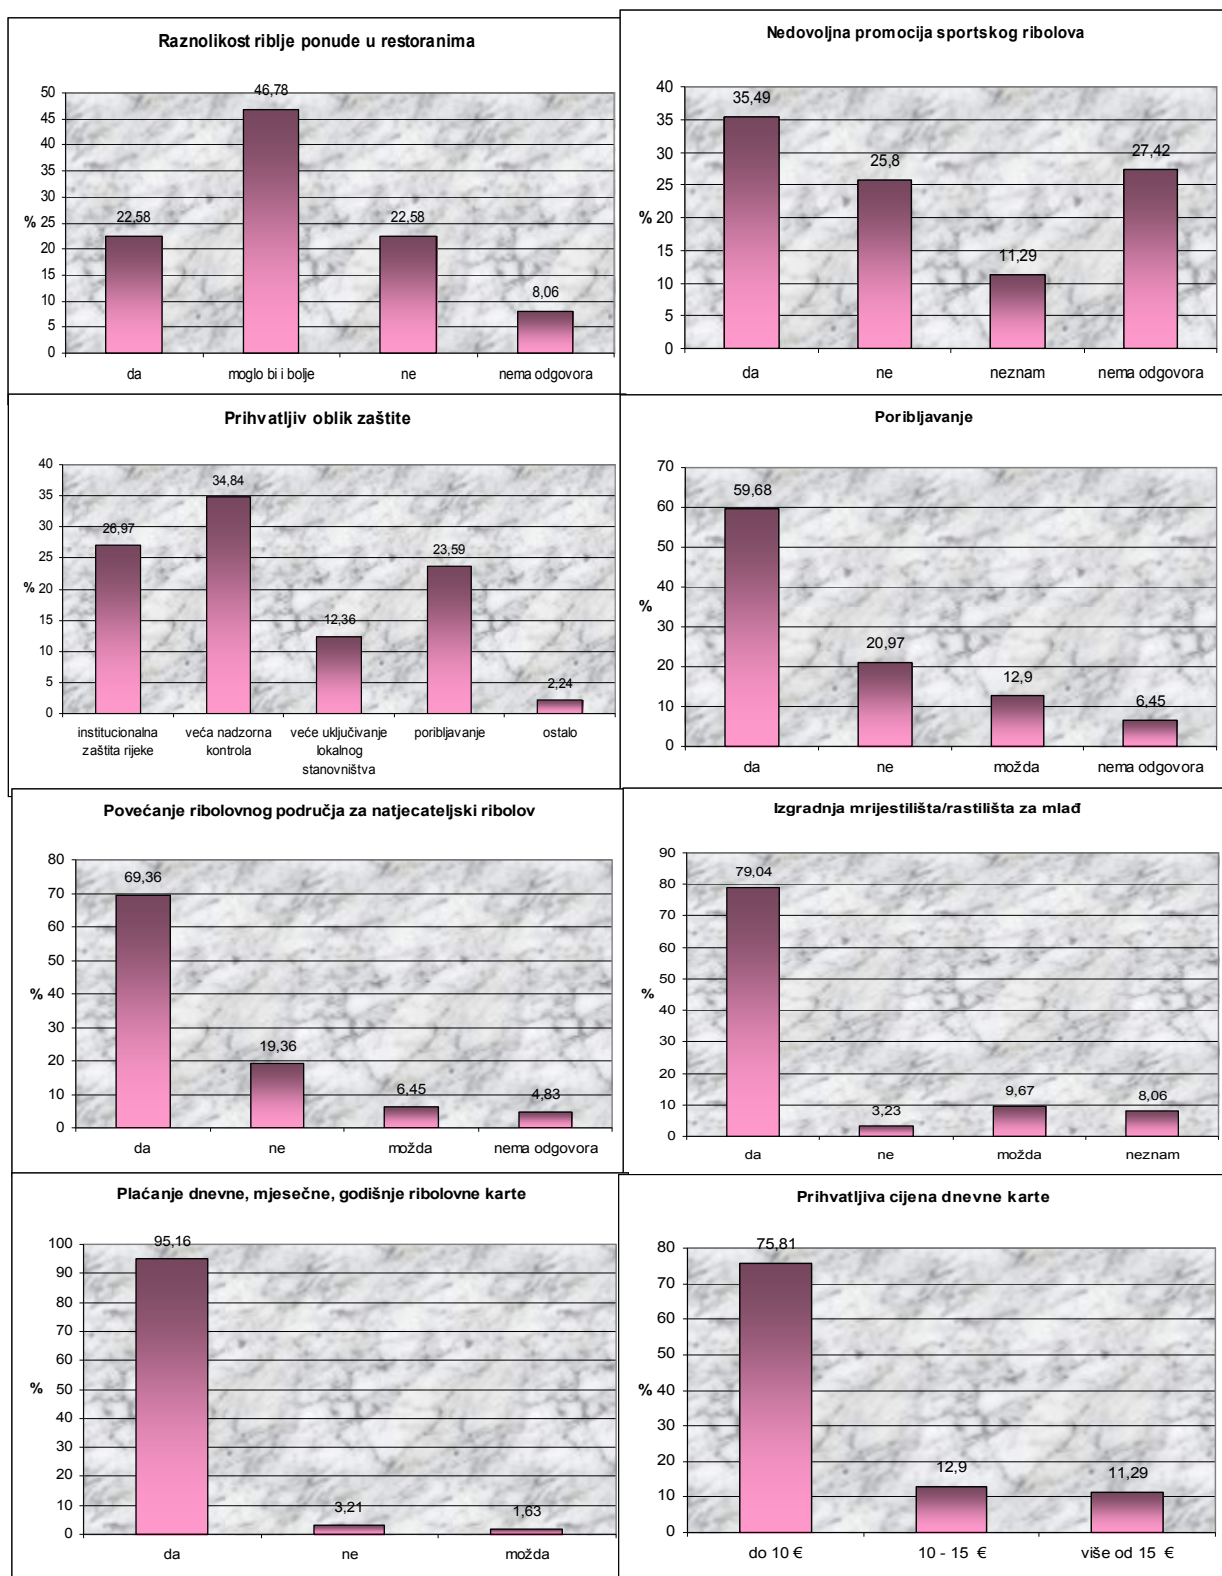 Raznolikost riblje ponude u restoranima
50
45
40
35
30
25
20
15
10
5
0
%
22,58
46,78
22,58
8,06
da
moglo bi i bolje
ne
nema odgovora
Nedovoljna promocija sportskog ribolova
40
35
30
25
20
15
10
5
0
%
35,49
25,8
11,29
27,42
da
ne
neznam
nema odgovora
Prihvatljiv oblik zaštite
40
35
30
25
20
15
10
5
0
%
26,97
34,84
12,36
23,59
2,24
institucionalna
zaštita rijeke
veća nadzorna
kontrola
veće uključivanje
lokalnog
stanovništva
poribljavanje
ostalo
Poribljavanje
70
60
50
40
30
20
10
0
%
59,68
20,97
12,9
6,45
da
ne
možda
nema odgovora
Povećanje ribolovnog područja za natjecateljski ribolov
80
70
60
50
40
30
20
10
0
%
69,36
19,36
6,45
4,83
da
ne
možda
nema odgovora
Izgradnja mrijestilišta/rastilišta za mlađ
90
80
70
60
50
40
30
20
10
0
%
79,04
3,23
9,67
8,06
da
ne
možda
neznam
Plaćanje dnevne, mjesečne, godišnje ribolovne karte
100
90
80
70
60
50
40
30
20
10
0
%
95,16
3,21
1,63
da
ne
možda
Prihvatljiva cijena dnevne karte
80
70
60
50
40
30
20
10
0
%
75,81
12,9
11,29
do 10 €
10 - 15 €
više od 15 €